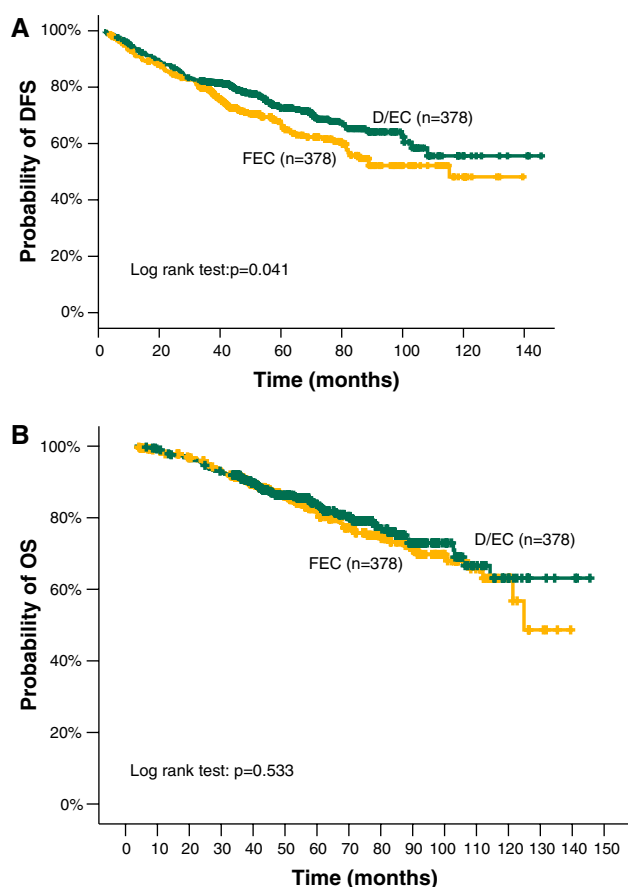 A
Probability of DFS
100%
80%
60%
40%
20%
0%
D/EC (n=378)
FEC (n=378)
Log rank test:p=0.041
0 20 40 60 80 100 120 140
Time (months)
B
Probability of OS
100%
80%
60%
40%
20%
0%
D/EC (n=378)
FEC (n=378)
Log rank test: p=0.533
0 10 20 30 40 50 60 70 80 90 100 110 120 130 140 150
Time (months)